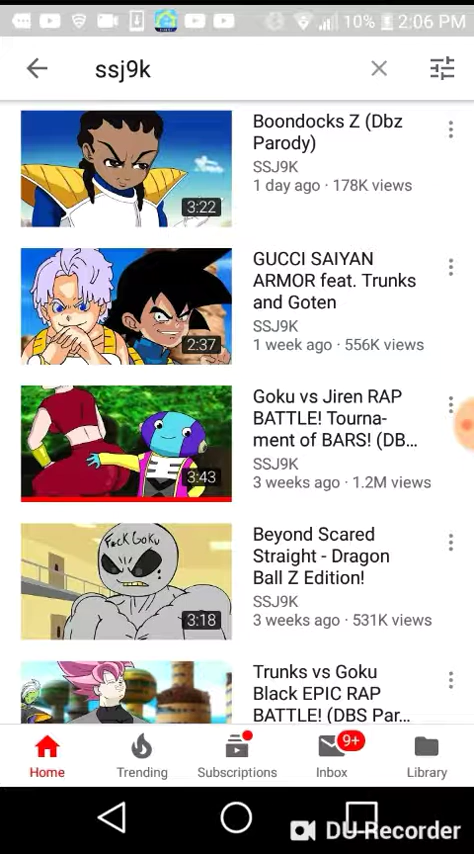 10% 2:06 PM
ssj9k
Boondocks Z (Dbz
Parody)
SSJ9K
1 day ago · 178K views
3:22
GUCCI SAIYAN
ARMOR feat. Trunks
and Goten
SSJ9K
1 week ago · 556K views
2:37
Goku vs Jiren RAP
BATTLE! Tourna-
ment of BARS! (DB...
SSJ9K
3 weeks ago · 1.2M views
3:43
Beyond Scared
Straight - Dragon
Ball Z Edition!
SSJ9K
3 weeks ago · 531K views
F*ck Goku
3:18
Trunks vs Goku
Black EPIC RAP
BATTLE! (DBS Par...
9+
Home
Trending
Subscriptions
Inbox
Library
DU Recorder